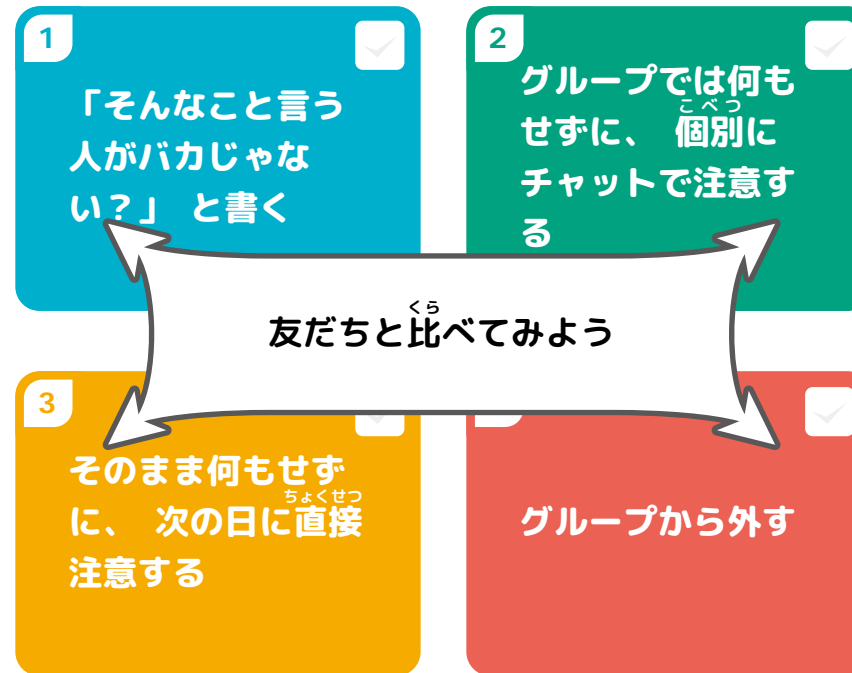 1
「そんなこと言う
人がバカじゃな
い？」 と書く
2
グループでは何も
こべつ
せずに、 個別に
チャットで注意す
る
くら
友だちと比べてみよう
3
そのまま何もせず
ちょくせつ
に、 次の日に直接
注意する
グループから外す